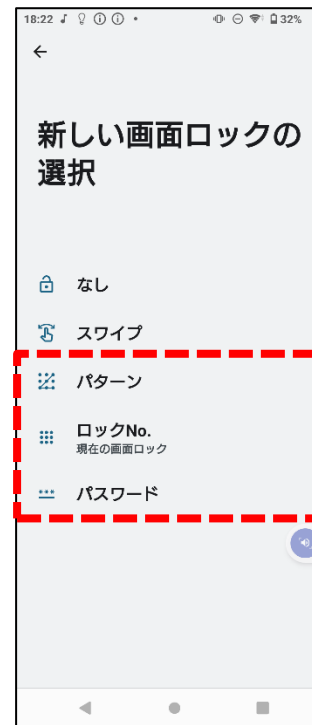 18:22
32%
新しい画面ロックの
選択
なし
スワイプ
パターン
ロックNo.
現在の画面ロック
パスワード